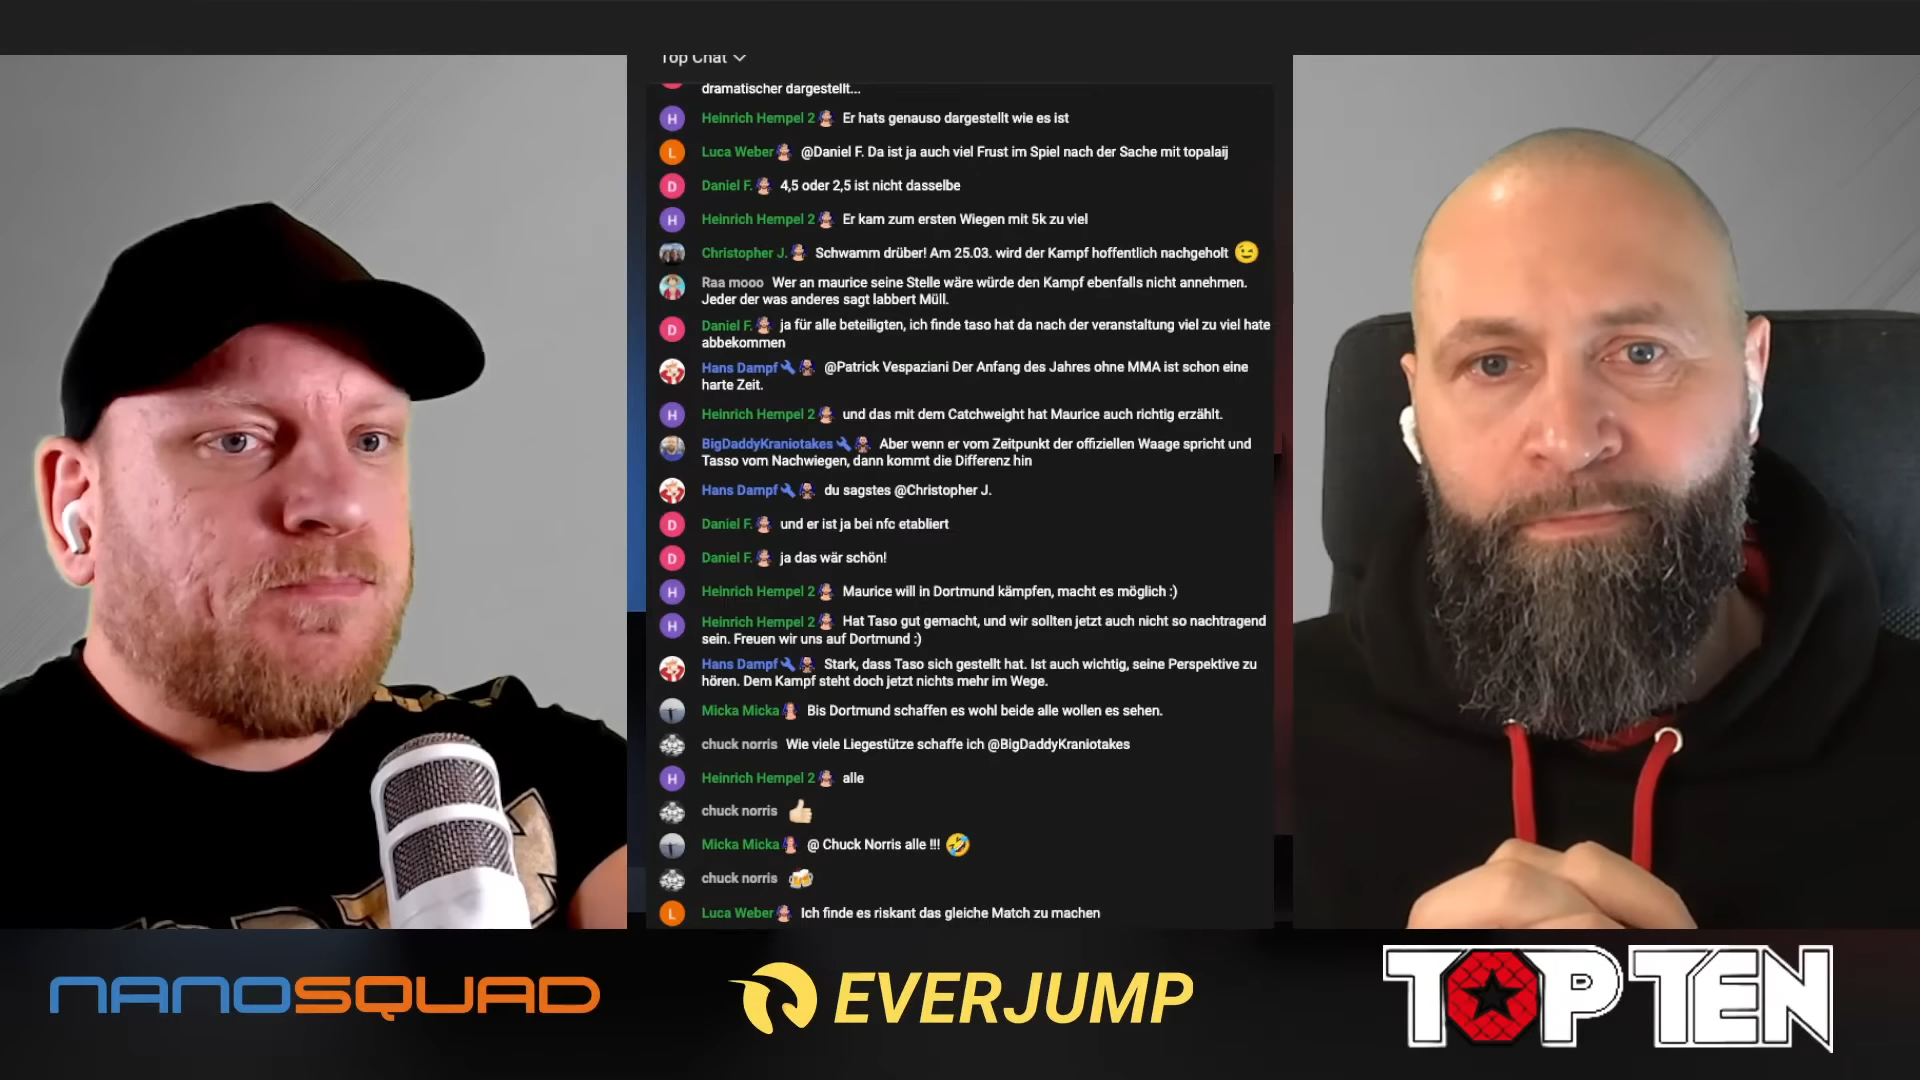 Top Chat
dramatischer dargestellt...
H Heinrich Hempel 2 Er hats genauso dargestellt wie es ist
L Luca Weber @Daniel F. Da ist ja auch viel Frust im Spiel nach der Sache mit topalaij
D Daniel F. 4,5 oder 2,5 ist nicht dasselbe
H Heinrich Hempel 2 Er kam zum ersten Wiegen mit 5k zu viel
Christopher J. Schwamm drüber! Am 25.03. wird der Kampf hoffentlich nachgeholt 😉
Raa mooo Wer an maurice seine Stelle wäre würde den Kampf ebenfalls nicht annehmen.
Jeder der was anderes sagt labbert Müll.
D Daniel F. ja für alle beteiligten, ich finde taso hat da nach der veranstaltung viel zu viel hate
abbekommen
Hans Dampf @Patrick Vespaziani Der Anfang des Jahres ohne MMA ist schon eine
harte Zeit.
H Heinrich Hempel 2 und das mit dem Catchweight hat Maurice auch richtig erzählt.
BigDaddyKraniotakes Aber wenn er vom Zeitpunkt der offiziellen Waage spricht und
Tasso vom Nachwiegen, dann kommt die Differenz hin
Hans Dampf du sagstes @Christopher J.
D Daniel F. und er ist ja bei nfc etabliert
D Daniel F. ja das wär schön!
H Heinrich Hempel 2 Maurice will in Dortmund kämpfen, macht es möglich :)
H Heinrich Hempel 2 Hat Taso gut gemacht, und wir sollten jetzt auch nicht so nachtragend
sein. Freuen wir uns auf Dortmund :)
Hans Dampf Stark, dass Taso sich gestellt hat. Ist auch wichtig, seine Perspektive zu
hören. Dem Kampf steht doch jetzt nichts mehr im Wege.
Micka Micka Bis Dortmund schaffen es wohl beide alle wollen es sehen.
chuck norris Wie viele Liegestütze schaffe ich @BigDaddyKraniotakes
H Heinrich Hempel 2 alle
chuck norris 👍🏻
Micka Micka @ Chuck Norris alle !!! 🤣
chuck norris 🍻
L Luca Weber Ich finde es riskant das gleiche Match zu machen
NANOSQUAD
EVERJUMP
TOP TEN